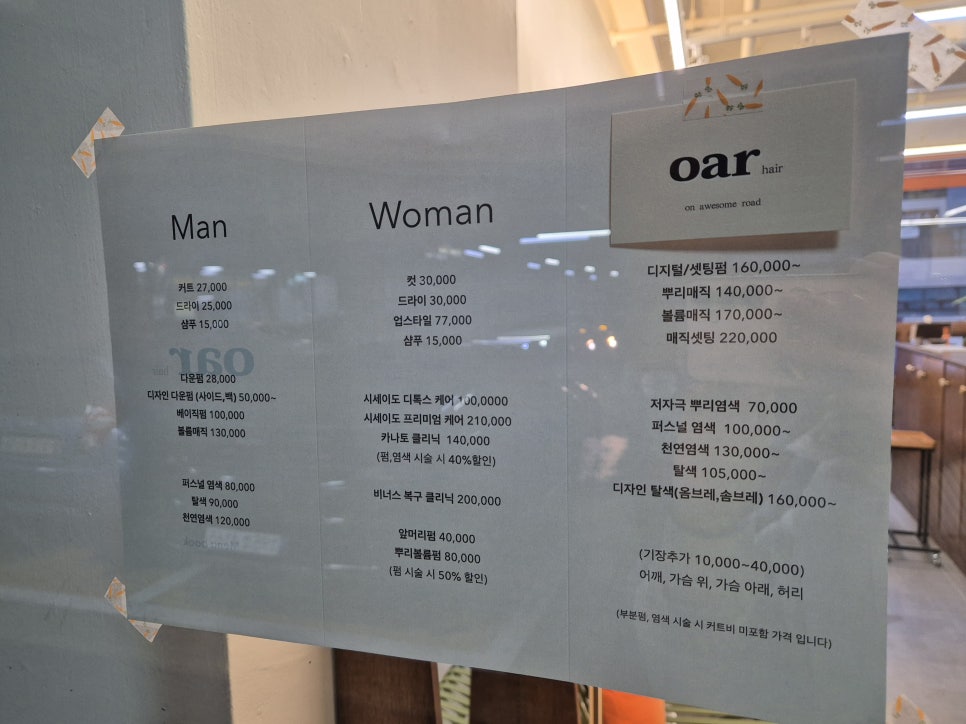 Man
커트 27,000
드라이 25,000
샴푸 15,000
다운펌 28,000
디자인 다운펌 (사이드,백) 50,000~
베이직펌 100,000
볼륨매직 130,000
퍼스널 염색 80,000
탈색 90,000
천연염색 120,000
Woman
컷 30,000
드라이 30,000
업스타일 77,000
샴푸 15,000
시세이도 디톡스 케어 100,0000
시세이도 프리미엄 케어 210,000
카나토 클리닉 140,000
(펌,염색 시술 시 40%할인)
비너스 복구 클리닉 200,000
앞머리펌 40,000
뿌리볼륨펌 80,000
(펌 시술 시 50% 할인)
oar hair
on awesome road
디지털/셋팅펌 160,000~
뿌리매직 140,000~
볼륨매직 170,000~
매직셋팅 220,000
저자극 뿌리염색 70,000
퍼스널 염색 100,000~
천연염색 130,000~
탈색 105,000~
디자인 탈색(옴브레,솜브레) 160,000~
(기장추가 10,000~40,000)
어깨, 가슴 위, 가슴 아래, 허리
(부분펌, 염색 시술 시 커트비 미포함 가격 입니다)
oar hair